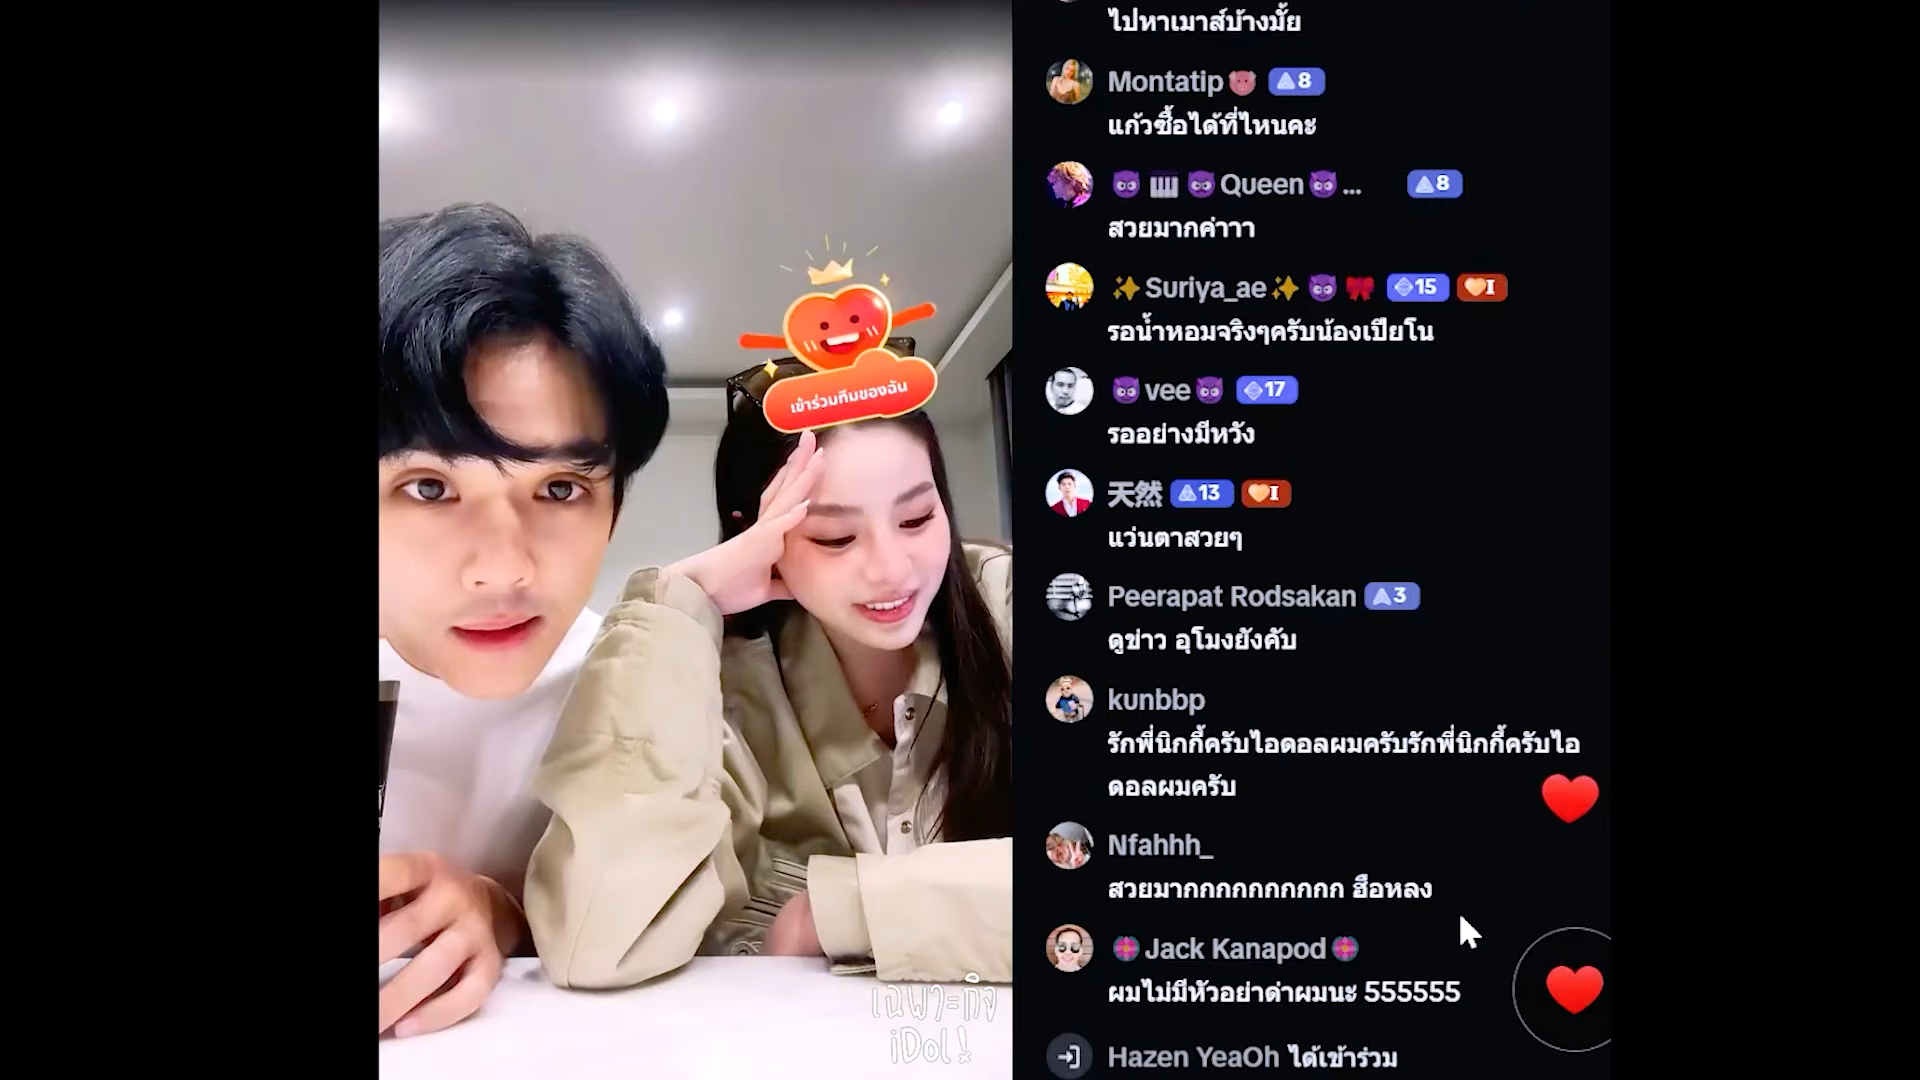 ไปหาเมาส์บ้างมั้ย
Montatip 8
แก้วซื้อได้ที่ไหนคะ
Queen ... 8
สวยมากค่าาา
Suriya_ae 15 I
รอน้ำหอมจริงๆครับน้องเปียโน
vee 17
รออย่างมีหวัง
天然 13 I
แว่นตาสวยๆ
Peerapat Rodsakan 3
ดูข่าว อุโมงยังคับ
kunbbp
รักพี่นิกกี้ครับไอดอลผมครับรักพี่นิกกี้ครับไอ
ดอลผมครับ
Nfahhh_
สวยมากกกกกกกกกก ฮือหลง
Jack Kanapod
ผมไม่มีหัวอย่าด่าผมนะ 555555
Hazen YeaOh ได้เข้าร่วม
เข้าร่วมทีมของฉัน
เฉพาะกิจ
iDol!